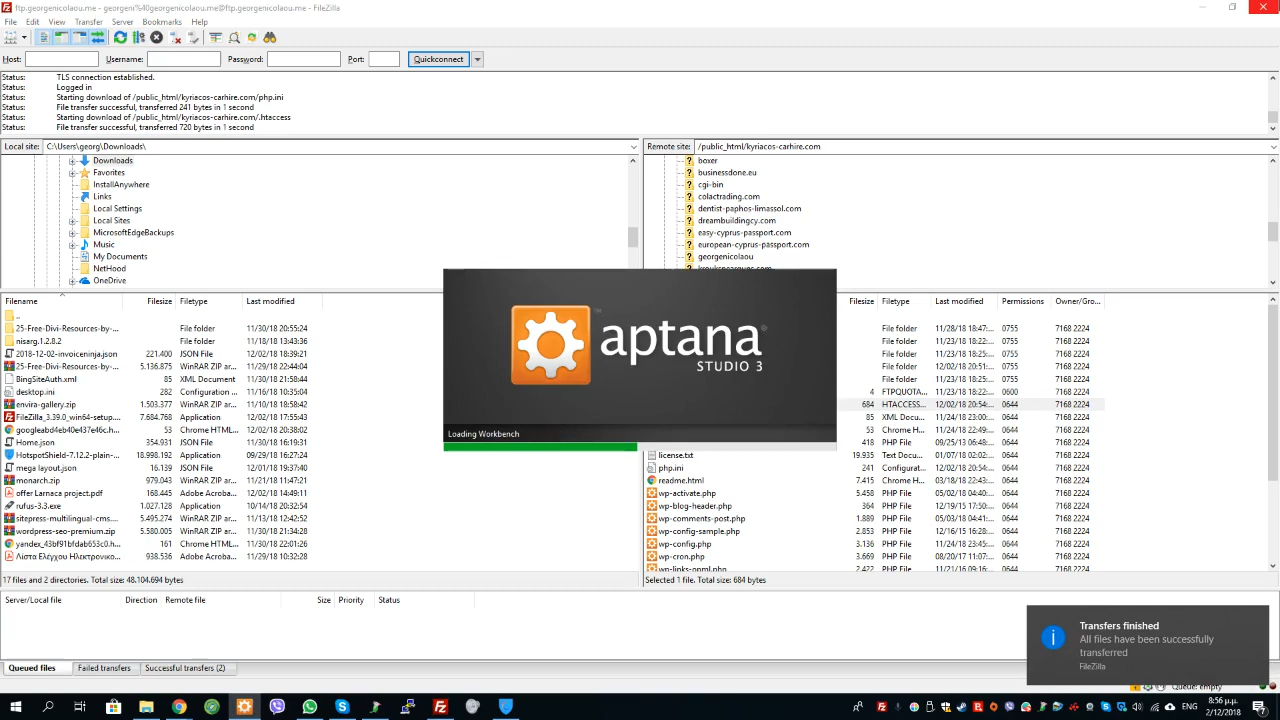 ftp.georgenicolaou.me - georgeni%40georgenicolaou.me@ftp.georgenicolaou.me - FileZilla
File Edit View Transfer Server Bookmarks Help
Host: Username: Password: Port: Quickconnect
Status: TLS connection established.
Status: Logged in
Status: Starting download of /public_html/kyriacos-carhire.com/php.ini
Status: File transfer successful, transferred 241 bytes in 1 second
Status: Starting download of /public_html/kyriacos-carhire.com/.htaccess
Status: File transfer successful, transferred 720 bytes in 1 second
Local site: C:\Users\georg\Downloads\
Downloads
Favorites
InstallAnywhere
Links
Local Settings
Local Sites
MicrosoftEdgeBackups
Music
My Documents
NetHood
OneDrive
Remote site: /public_html/kyriacos-carhire.com
boxer
businessdone.eu
cgi-bin
colactrading.com
dentist-paphos-limassol.com
dreambuildingcy.com
easy-cyprus-passport.com
european-cyprus-passport.com
georgenicolaou
Filename Filesize Filetype Last modified
..
25-Free-Divi-Resources-by-... File folder 11/30/18 20:55:24
nisarg.1.2.8.2 File folder 11/18/18 13:43:36
2018-12-02-invoiceninja.json 221.400 JSON File 12/02/18 18:39:21
25-Free-Divi-Resources-by-... 5.136.875 WinRAR ZIP ar... 11/29/18 22:44:04
BingSiteAuth.xml 85 XML Document 11/30/18 21:58:44
desktop.ini 282 Configuration ... 11/16/18 10:35:04
envira-gallery.zip 1.503.377 WinRAR ZIP ar... 11/10/18 18:59:42
FileZilla_3.39.0_win64-setup... 7.684.768 Application 12/02/18 17:55:43
googleabd4eb40e437e46c.h... 53 Chrome HTML... 12/02/18 20:38:02
Home.json 354.931 JSON File 11/30/18 16:19:31
HotspotShield-7.12.2-plain-... 18.998.192 Application 09/29/18 16:27:24
mega layout.json 16.139 JSON File 12/01/18 19:37:40
monarch.zip 979.043 WinRAR ZIP ar... 11/21/18 11:47:21
offer Larnaca project.pdf 168.445 Adobe Acroba... 12/02/18 14:49:11
rufus-3.3.exe 1.027.128 Application 10/14/18 20:53:42
sitepress-multilingual-cms.... 5.495.274 WinRAR ZIP ar... 11/13/18 12:42:52
wordpress-seo-premium.zip 5.580.005 WinRAR ZIP ar... 11/30/18 21:34:28
yandex_43bf91bfdab653c0.h... 161 Chrome HTML... 11/30/18 22:01:26
Λίστα Ελέγχου Ηλεκτρονικο... 938.536 Adobe Acroba... 11/29/18 10:32:28
17 files and 2 directories. Total size: 48.104.694 bytes
Filesize Filetype Last modified Permissions Owner/Gro...
File folder 11/28/18 18:47:... 0755 7168 2224
File folder 11/23/18 18:22:... 0755 7168 2224
File folder 12/02/18 20:51:... 0755 7168 2224
File folder 11/23/18 18:22:... 0755 7168 2224
File folder 11/23/18 18:23:... 0755 7168 2224
4 FTPQUOTA... 11/23/18 18:22:... 0600 7168 2224
684 HTACCESS... 12/02/18 20:54:... 0644 7168 2224
85 XML Docu... 12/02/18 20:54:... 0644 7168 2224
53 Chrome H... 12/02/18 20:54:... 0644 7168 2224
418 PHP File 09/25/13 06:48:... 0644 7168 2224
license.txt 19.935 Text Docu... 01/07/18 02:02:... 0644 7168 2224
php.ini 241 Configurat... 12/02/18 20:54:... 0644 7168 2224
readme.html 7.415 Chrome H... 03/18/18 22:43:... 0644 7168 2224
wp-activate.php 5.458 PHP File 05/02/18 04:40:... 0644 7168 2224
wp-blog-header.php 364 PHP File 12/19/15 17:50:... 0644 7168 2224
wp-comments-post.php 1.889 PHP File 05/03/18 04:41:... 0644 7168 2224
wp-config-sample.php 2.853 PHP File 12/16/15 16:28:... 0644 7168 2224
wp-config.php 3.136 PHP File 11/24/18 23:45:... 0644 7168 2224
wp-cron.php 3.669 PHP File 08/20/17 11:07:... 0644 7168 2224
wp-links-opml.php 2.422 PHP File 11/21/16 09:16:... 0644 7168 2224
Selected 1 file. Total size: 684 bytes
aptana
STUDIO 3
Loading Workbench
Server/Local file Direction Remote file Size Priority Status
Queued files Failed transfers Successful transfers (2)
Transfers finished
All files have been successfully
transferred
FileZilla
Queue: empty
ENG
8:56 μ.μ.
2/12/2018